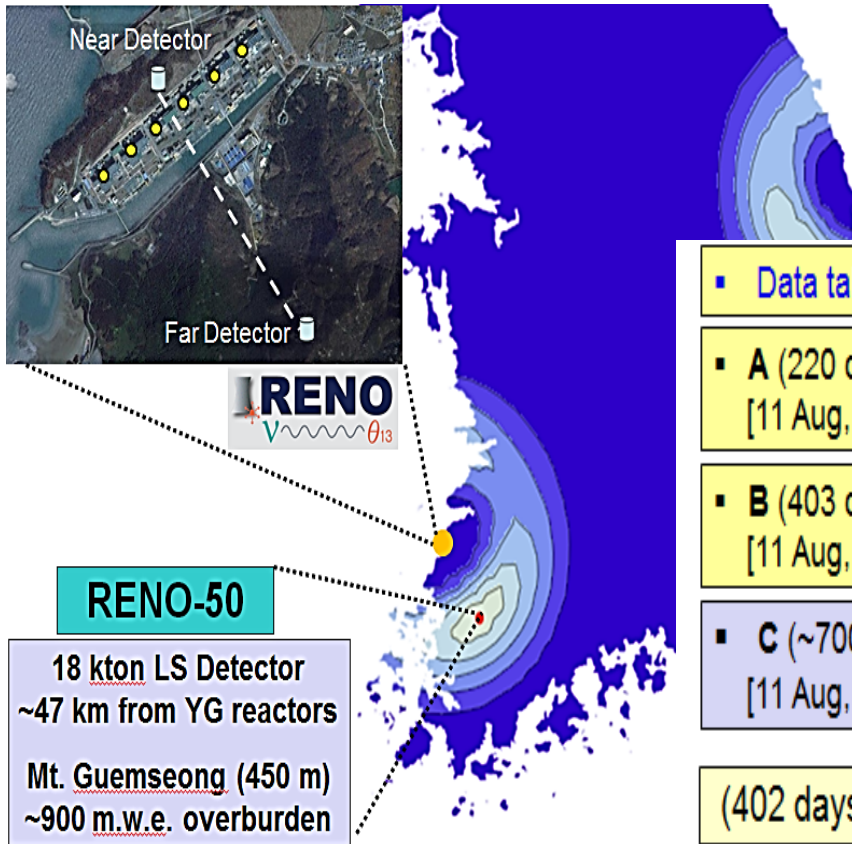 Near Detector
Far Detector
RENO
ν θ13
RENO-50
18 kton LS Detector
~47 km from YG reactors
Mt. Guemseong (450 m)
~900 m.w.e. overburden
▪ Data ta
▪ A (220 d
[11 Aug,
▪ B (403 d
[11 Aug,
▪ C (~700
[11 Aug,
(402 days